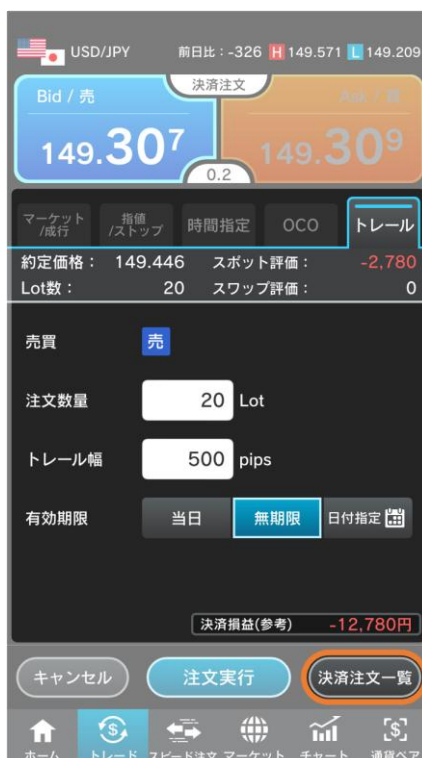 USD/JPY 前日比：-326 H 149.571 L 149.209
決済注文
Bid / 売 Ask / 買
149.307 149.309
0.2
マーケット/成行 指値/ストップ 時間指定 OCO トレール
約定価格： 149.446 スポット評価： -2,780
Lot数： 20 スワップ評価： 0
売買 売
注文数量 20 Lot
トレール幅 500 pips
有効期限 当日 無期限 日付指定
決済損益(参考) -12,780円
キャンセル 注文実行 決済注文一覧
ホーム トレード スピード注文 マーケット チャート 通貨ペア